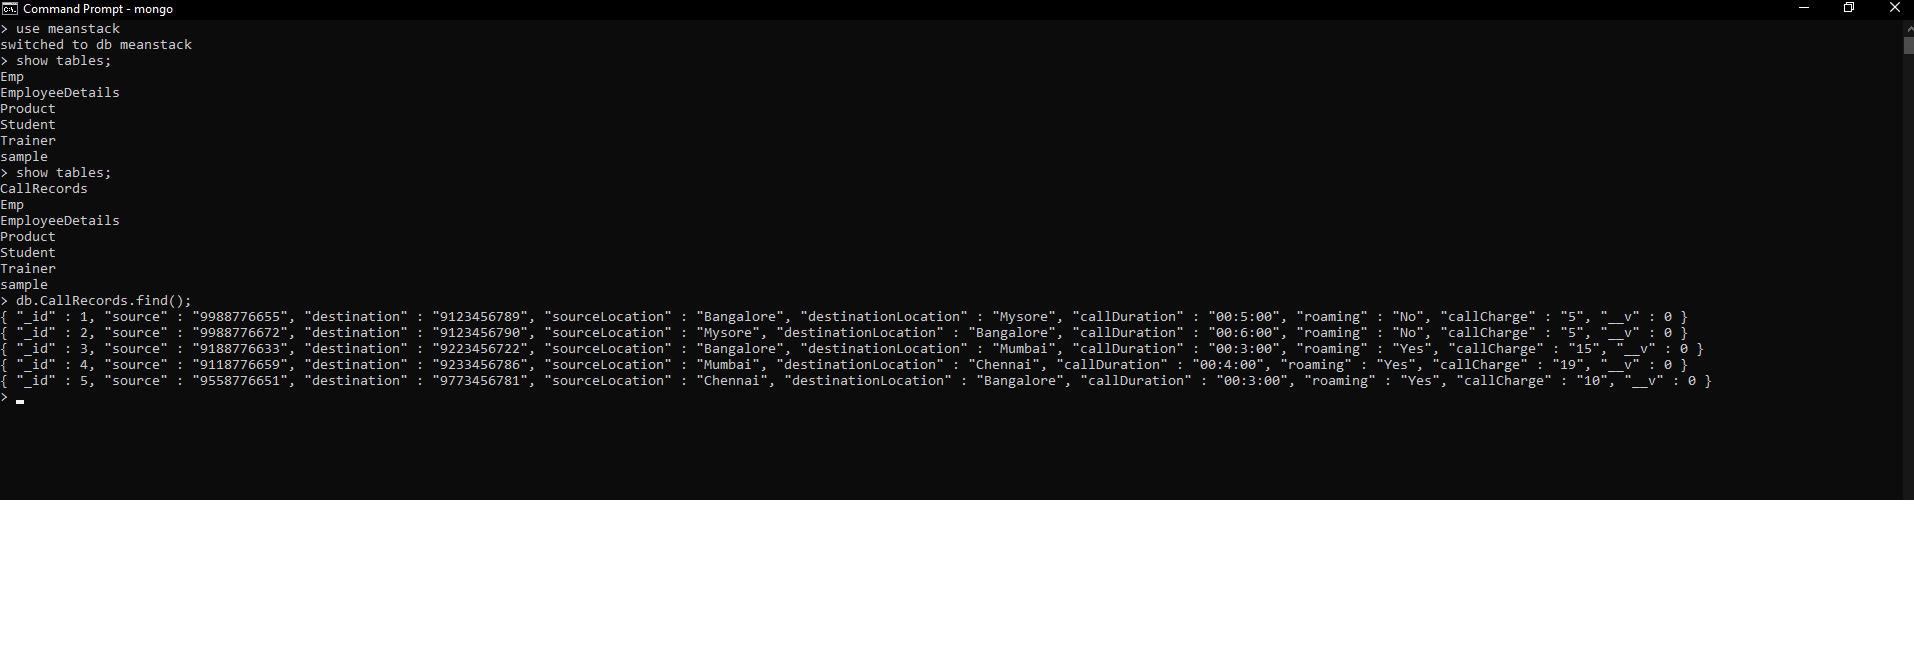 Command Prompt - mongo
> use meanstack
switched to db meanstack
> show tables;
Emp
EmployeeDetails
Product
Student
Trainer
sample
> show tables;
CallRecords
Emp
EmployeeDetails
Product
Student
Trainer
sample
> db.CallRecords.find();
{ "_id" : 1, "source" : "9988776655", "destination" : "9123456789", "sourceLocation" : "Bangalore", "destinationLocation" : "Mysore", "callDuration" : "00:5:00", "roaming" : "No", "callCharge" : "5", "__v" : 0 }
{ "_id" : 2, "source" : "9988776672", "destination" : "9123456790", "sourceLocation" : "Mysore", "destinationLocation" : "Bangalore", "callDuration" : "00:6:00", "roaming" : "No", "callCharge" : "5", "__v" : 0 }
{ "_id" : 3, "source" : "9188776633", "destination" : "9223456722", "sourceLocation" : "Bangalore", "destinationLocation" : "Mumbai", "callDuration" : "00:3:00", "roaming" : "Yes", "callCharge" : "15", "__v" : 0 }
{ "_id" : 4, "source" : "9118776659", "destination" : "9233456786", "sourceLocation" : "Mumbai", "destinationLocation" : "Chennai", "callDuration" : "00:4:00", "roaming" : "Yes", "callCharge" : "19", "__v" : 0 }
{ "_id" : 5, "source" : "9558776651", "destination" : "9773456781", "sourceLocation" : "Chennai", "destinationLocation" : "Bangalore", "callDuration" : "00:3:00", "roaming" : "Yes", "callCharge" : "10", "__v" : 0 }
>